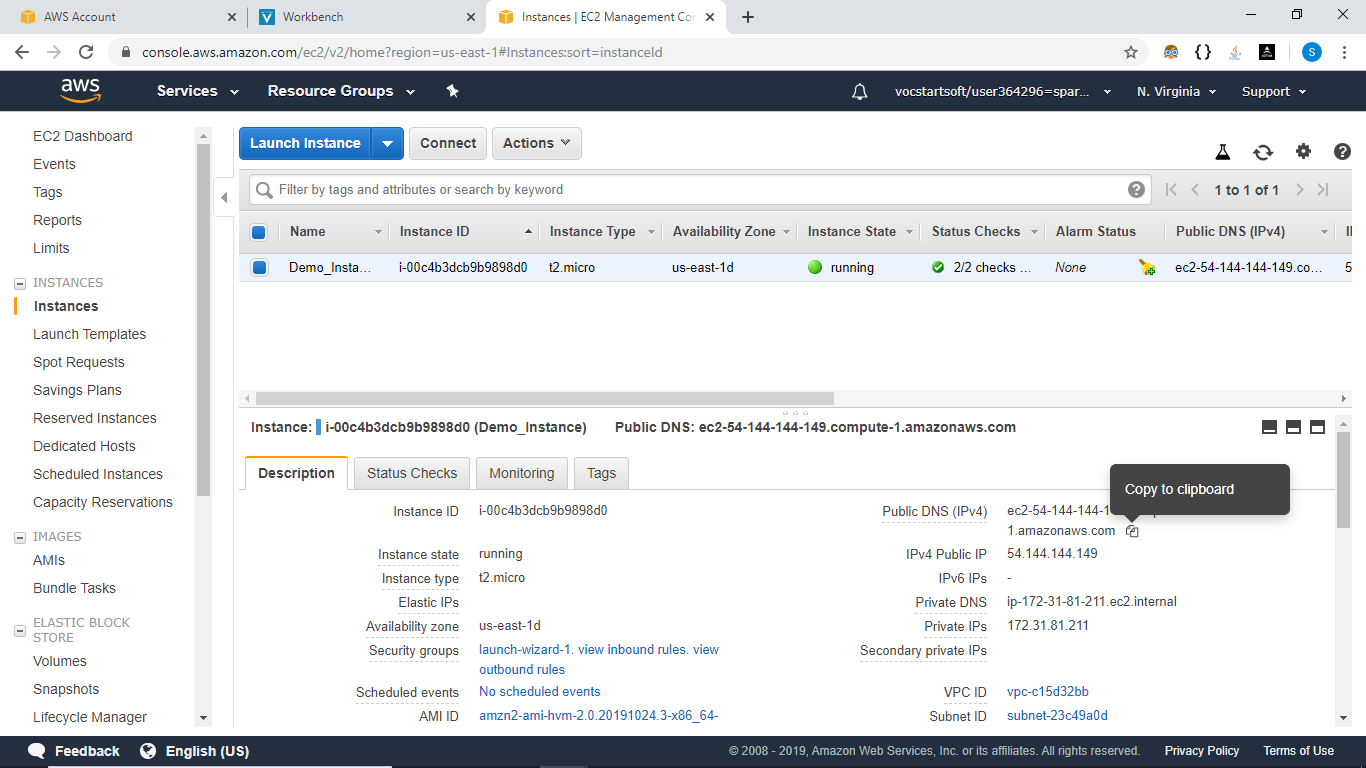 AWS Account
Workbench
Instances | EC2 Management Con
console.aws.amazon.com/ec2/v2/home?region=us-east-1#Instances:sort=instanceId
S
aws
Services
Resource Groups
vocstartsoft/user364296=spar...
N. Virginia
Support
EC2 Dashboard
Events
Tags
Reports
Limits
INSTANCES
Instances
Launch Templates
Spot Requests
Savings Plans
Reserved Instances
Dedicated Hosts
Scheduled Instances
Capacity Reservations
IMAGES
AMIs
Bundle Tasks
ELASTIC BLOCK
STORE
Volumes
Snapshots
Lifecycle Manager
Launch Instance
Connect
Actions
Filter by tags and attributes or search by keyword
1 to 1 of 1
Name Instance ID Instance Type Availability Zone Instance State Status Checks Alarm Status Public DNS (IPv4)
Demo_Insta... i-00c4b3dcb9b9898d0 t2.micro us-east-1d running 2/2 checks ... None ec2-54-144-144-149.co... 5
Instance: i-00c4b3dcb9b9898d0 (Demo_Instance) Public DNS: ec2-54-144-144-149.compute-1.amazonaws.com
Description
Status Checks
Monitoring
Tags
Copy to clipboard
Instance ID i-00c4b3dcb9b9898d0
Instance state running
Instance type t2.micro
Elastic IPs
Availability zone us-east-1d
Security groups launch-wizard-1. view inbound rules. view
outbound rules
Scheduled events No scheduled events
AMI ID amzn2-ami-hvm-2.0.20191024.3-x86_64-
Public DNS (IPv4) ec2-54-144-144-1
1.amazonaws.com
IPv4 Public IP 54.144.144.149
IPv6 IPs -
Private DNS ip-172-31-81-211.ec2.internal
Private IPs 172.31.81.211
Secondary private IPs
VPC ID vpc-c15d32bb
Subnet ID subnet-23c49a0d
Feedback
English (US)
© 2008 - 2019, Amazon Web Services, Inc. or its affiliates. All rights reserved.
Privacy Policy
Terms of Use